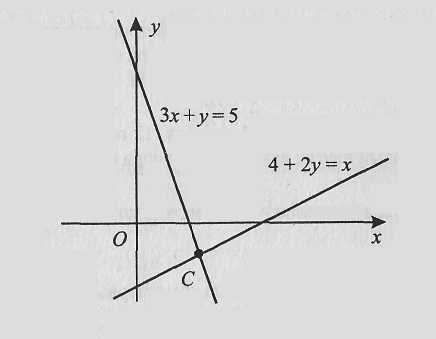 y
3x + y = 5
4 + 2y = x
O
x
C